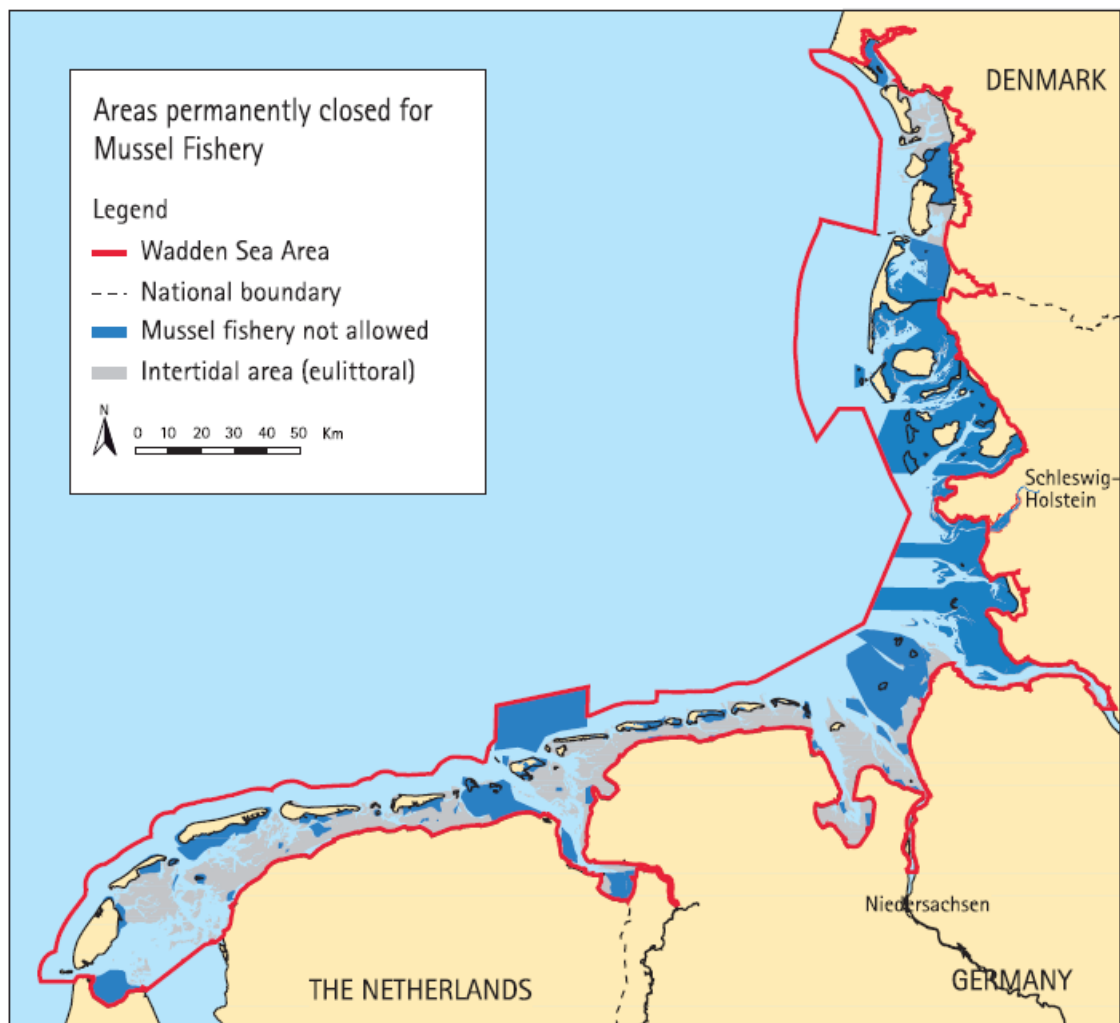 Areas permanently closed for
Mussel Fishery
Legend
Wadden Sea Area
National boundary
Mussel fishery not allowed
Intertidal area (eulittoral)
N
0 10 20 30 40 50 Km
DENMARK
Schleswig-
Holstein
Niedersachsen
THE NETHERLANDS
GERMANY